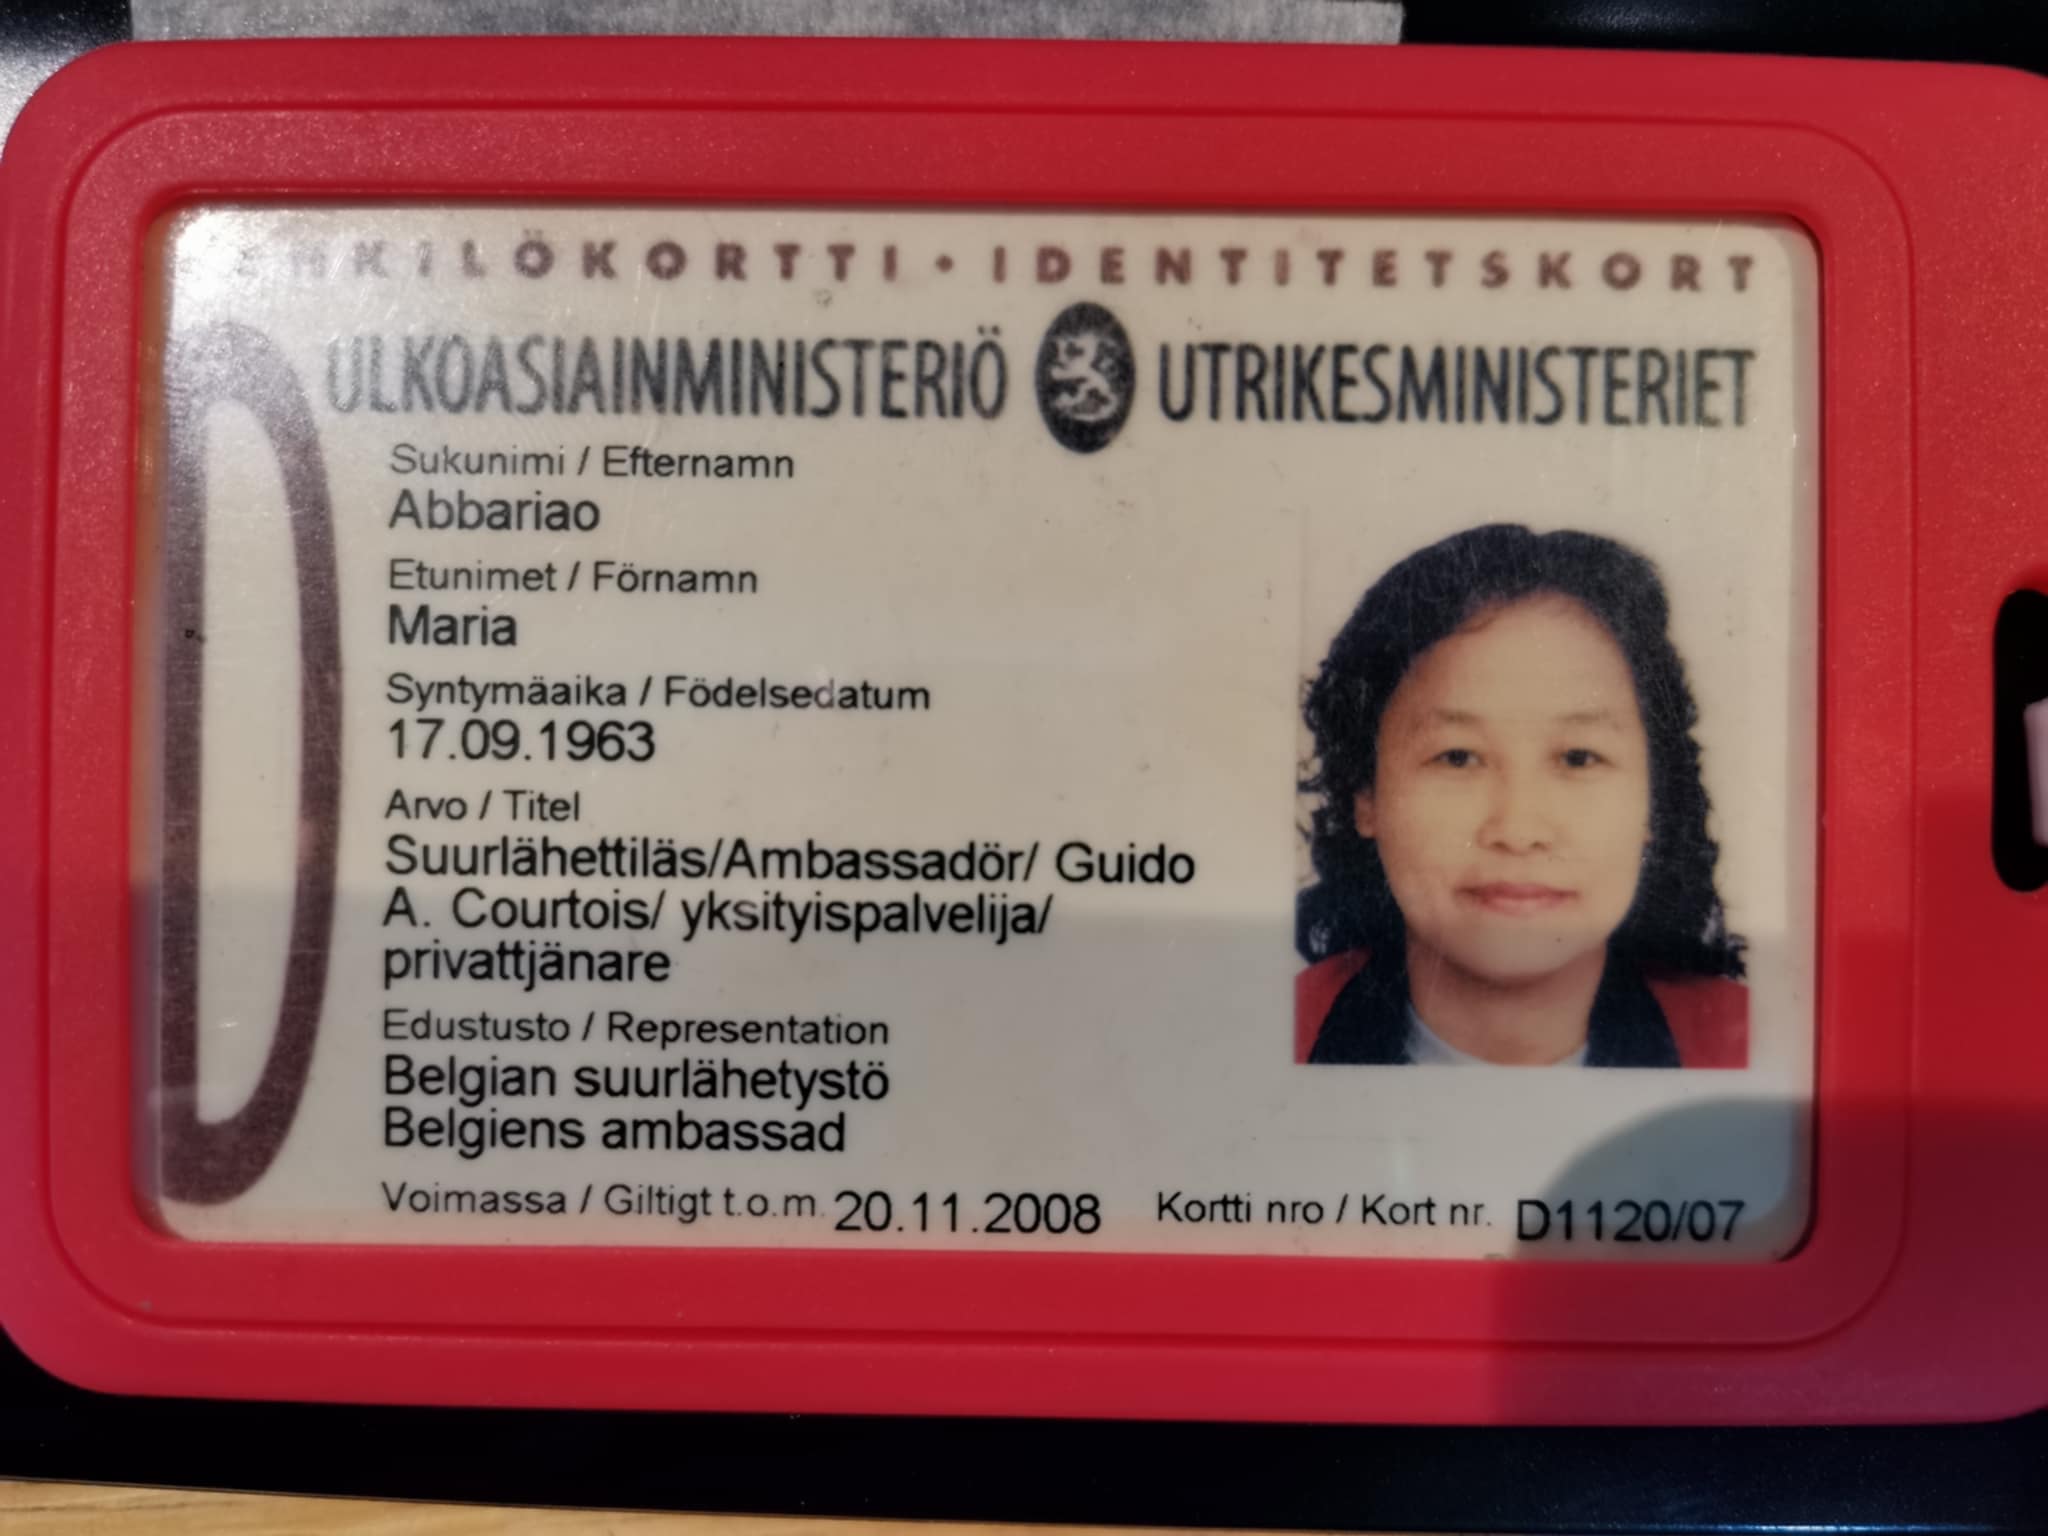 HENKILÖKORTTI • IDENTITETSKORT
ULKOASIAINMINISTERIÖ UTRIKESMINISTERIET
D
Sukunimi / Efternamn
Abbariao
Etunimet / Förnamn
Maria
Syntymäaika / Födelsedatum
17.09.1963
Arvo / Titel
Suurlähettiläs/Ambassadör/ Guido
A. Courtois/ yksityispalvelija/
privattjänare
Edustusto / Representation
Belgian suurlähetystö
Belgiens ambassad
Voimassa / Giltigt t.o.m. 20.11.2008 Kortti nro / Kort nr. D1120/07